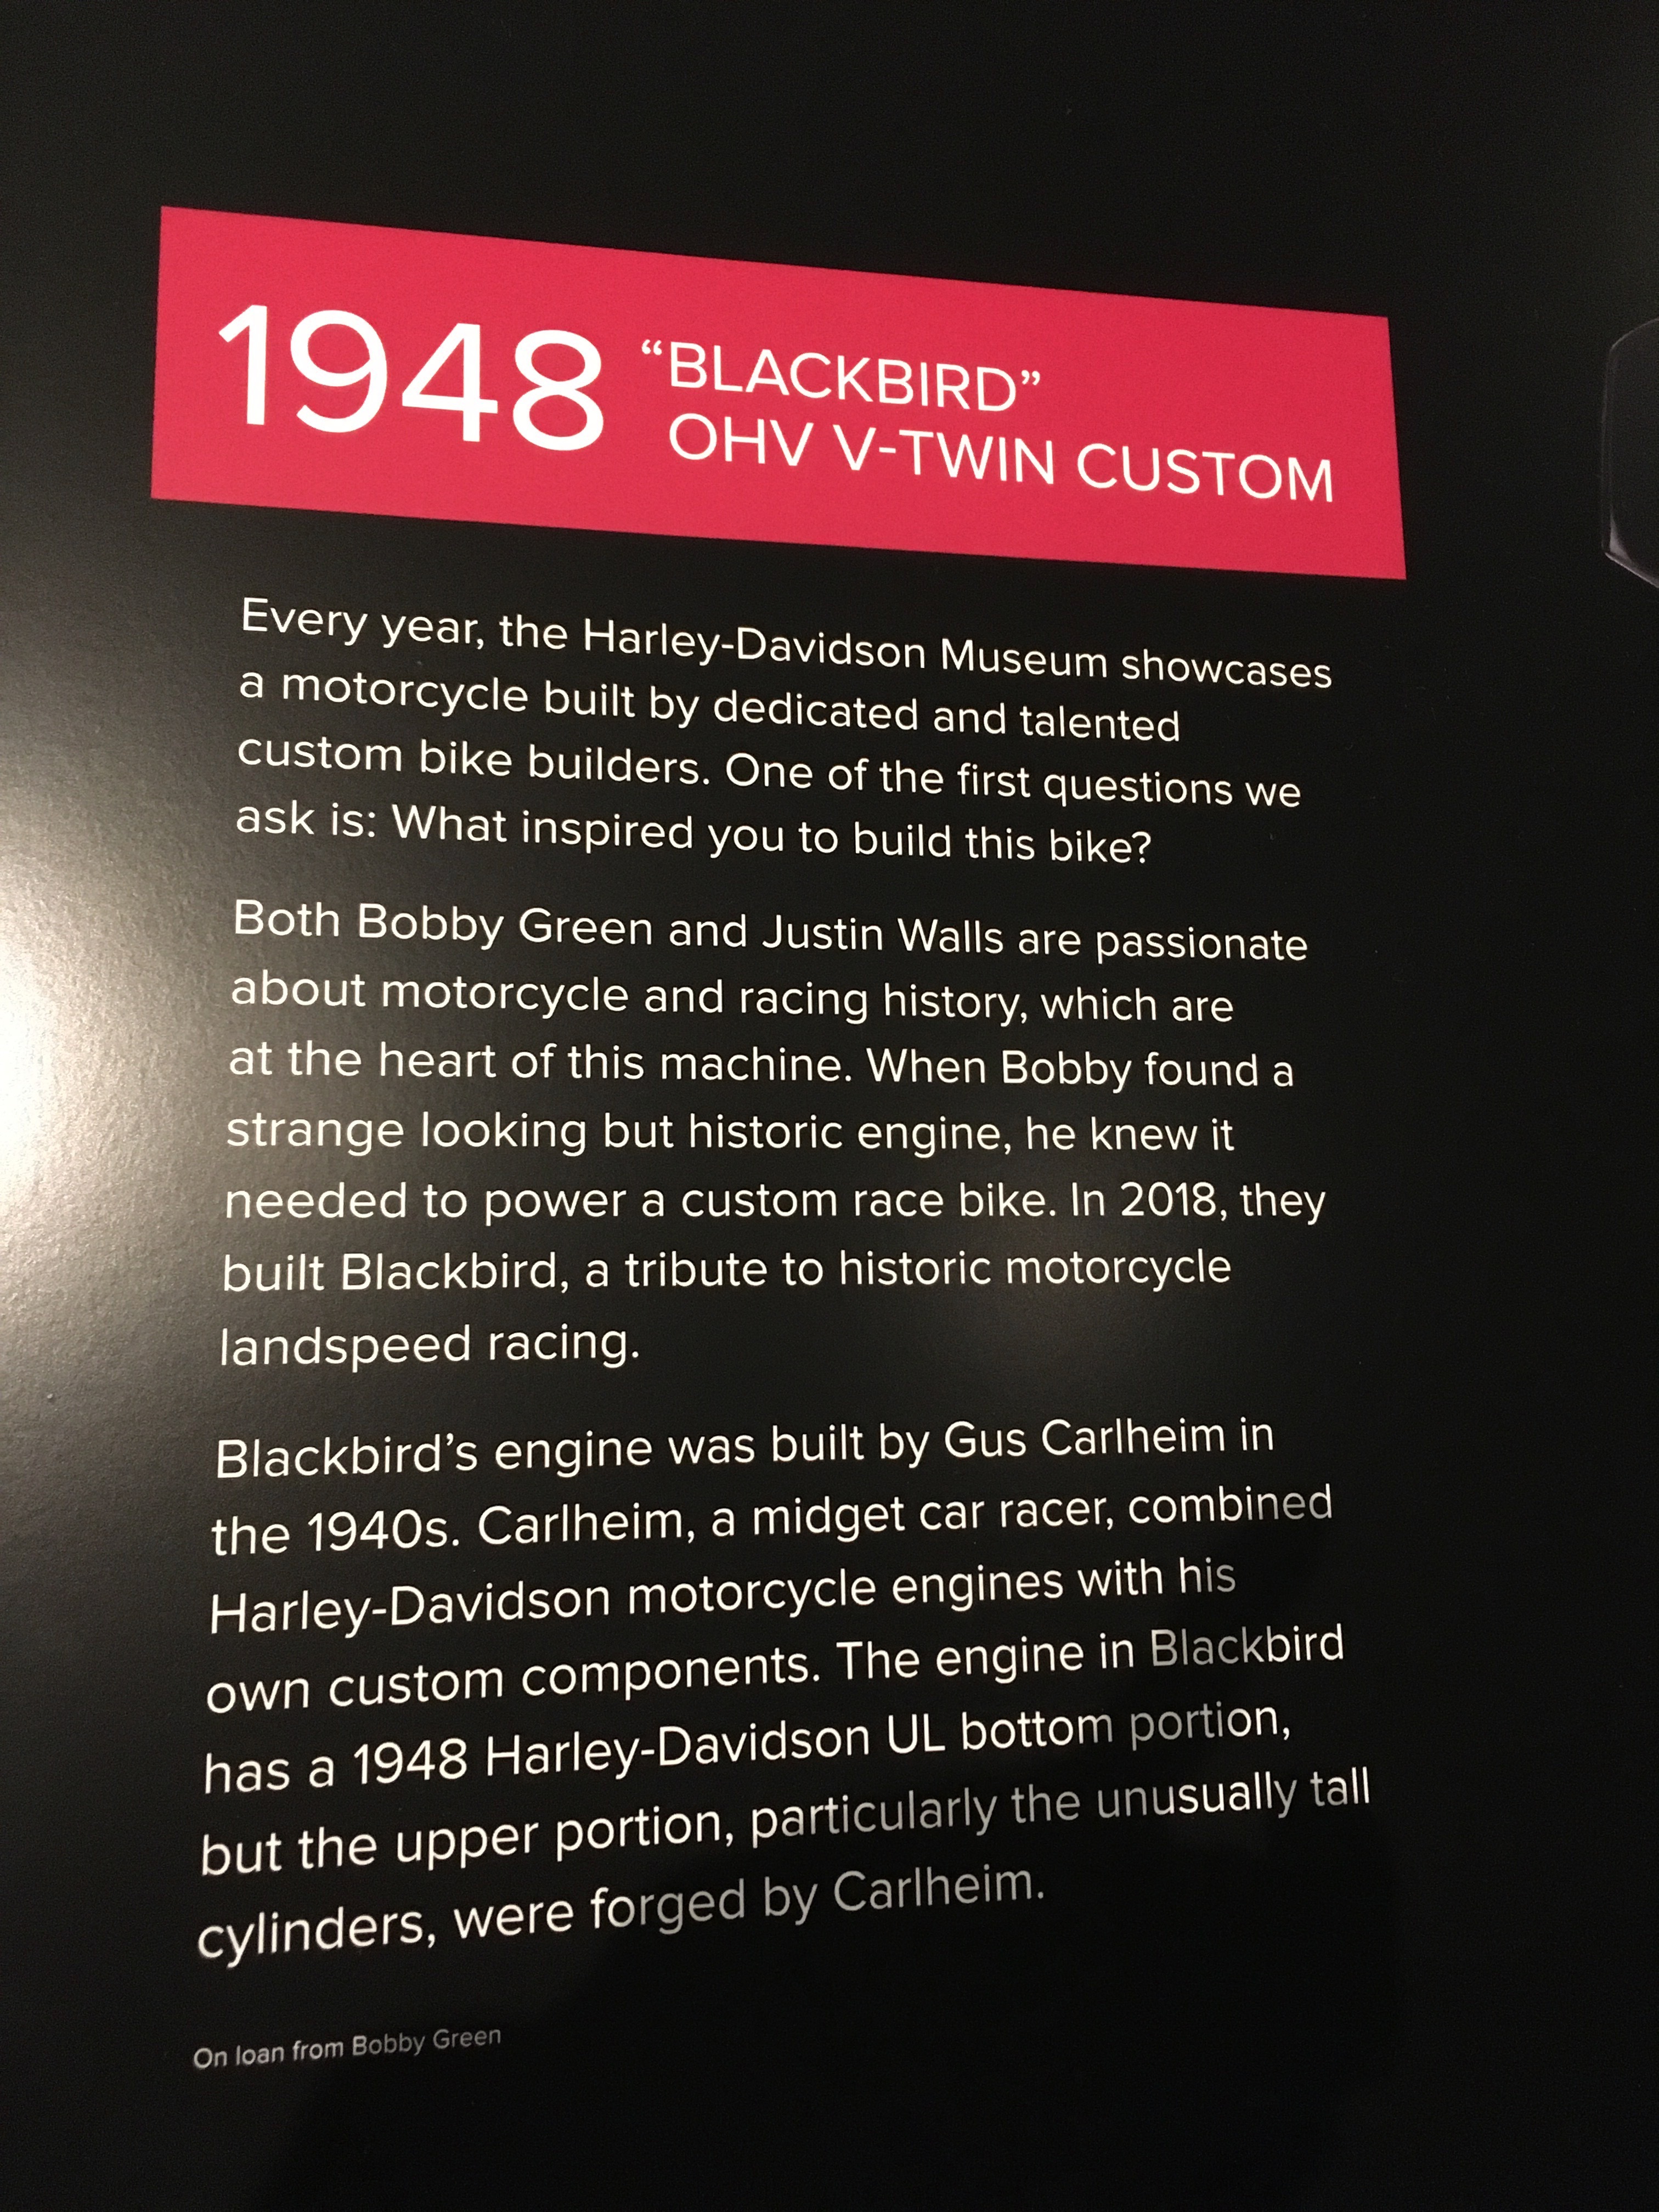 1948 “BLACKBIRD”
OHV V-TWIN CUSTOM
Every year, the Harley-Davidson Museum showcases
a motorcycle built by dedicated and talented
custom bike builders. One of the first questions we
ask is: What inspired you to build this bike?
Both Bobby Green and Justin Walls are passionate
about motorcycle and racing history, which are
at the heart of this machine. When Bobby found a
strange looking but historic engine, he knew it
needed to power a custom race bike. In 2018, they
built Blackbird, a tribute to historic motorcycle
landspeed racing.
Blackbird’s engine was built by Gus Carlheim in
the 1940s. Carlheim, a midget car racer, combined
Harley-Davidson motorcycle engines with his
own custom components. The engine in Blackbird
has a 1948 Harley-Davidson UL bottom portion,
but the upper portion, particularly the unusually tall
cylinders, were forged by Carlheim.
On loan from Bobby Green